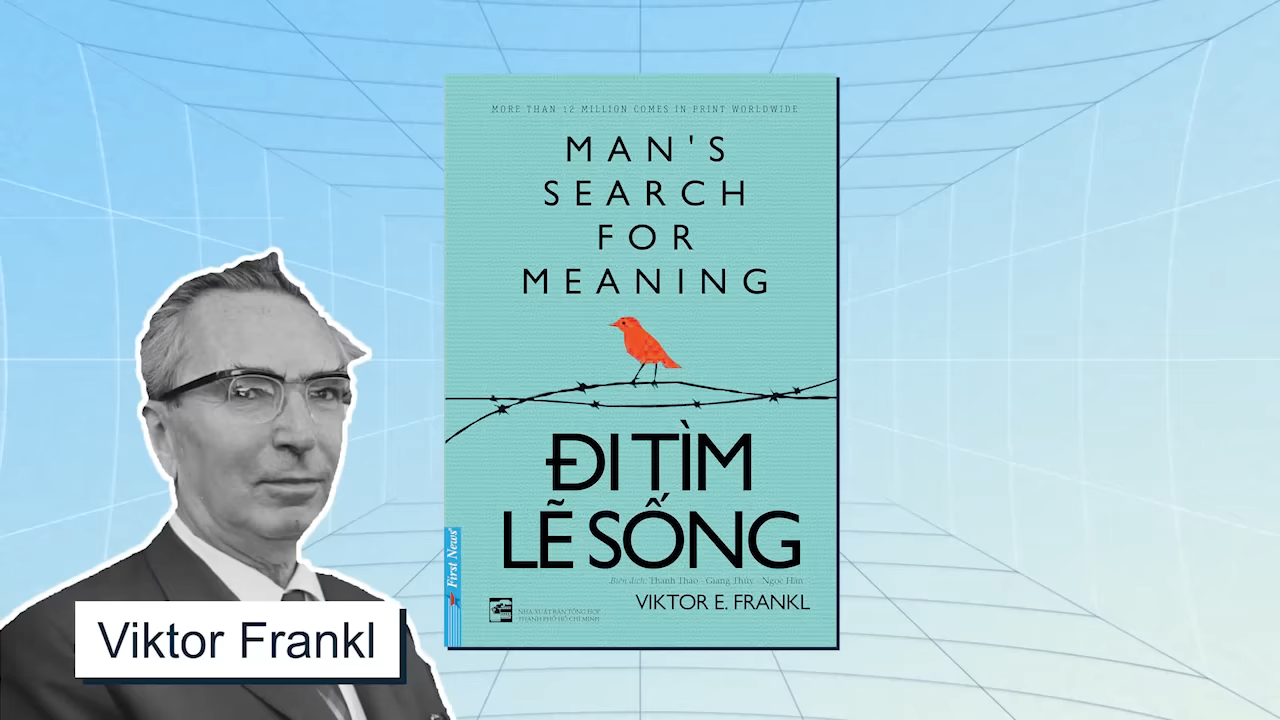 MORE THAN 12 MILLION COMES IN PRINT WORLDWIDE
MAN'S
SEARCH
FOR
MEANING
ĐI TÌM
LẼ SỐNG
Biên dịch: Thanh Thảo - Giang Thủy - Ngọc Hân
VIKTOR E. FRANKL
NHÀ XUẤT BẢN TỔNG HỢP
THÀNH PHỐ HỒ CHÍ MINH
First News
Viktor Frankl